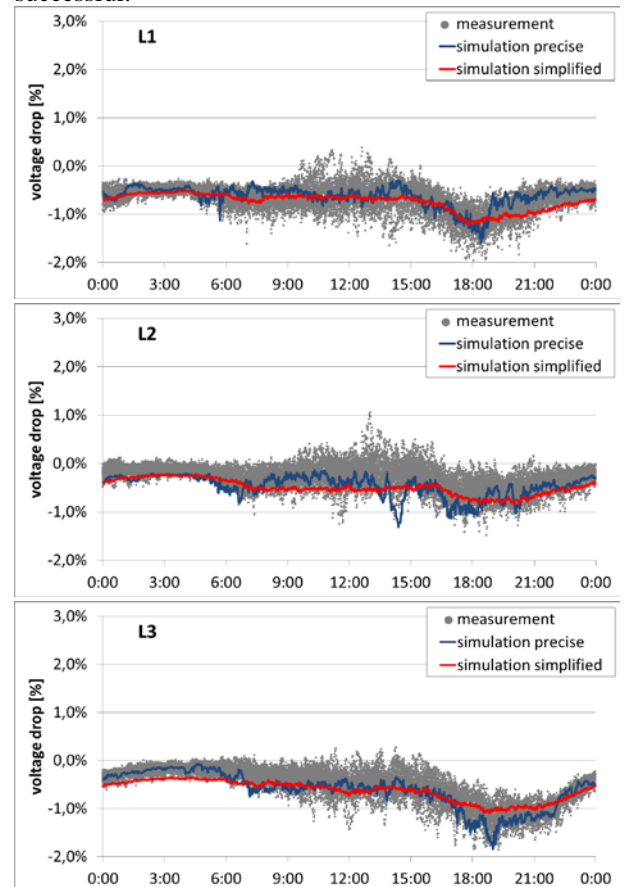 successful.
3,0%
L1
measurement
simulation precise
simulation simplified
2,0%
1,0%
0,0%
-1,0%
-2,0%
voltage drop [%]
0:00 3:00 6:00 9:00 12:00 15:00 18:00 21:00 0:00
3,0%
L2
measurement
simulation precise
simulation simplified
2,0%
1,0%
0,0%
-1,0%
-2,0%
voltage drop [%]
0:00 3:00 6:00 9:00 12:00 15:00 18:00 21:00 0:00
3,0%
L3
measurement
simulation precise
simulation simplified
2,0%
1,0%
0,0%
-1,0%
-2,0%
voltage drop [%]
0:00 3:00 6:00 9:00 12:00 15:00 18:00 21:00 0:00